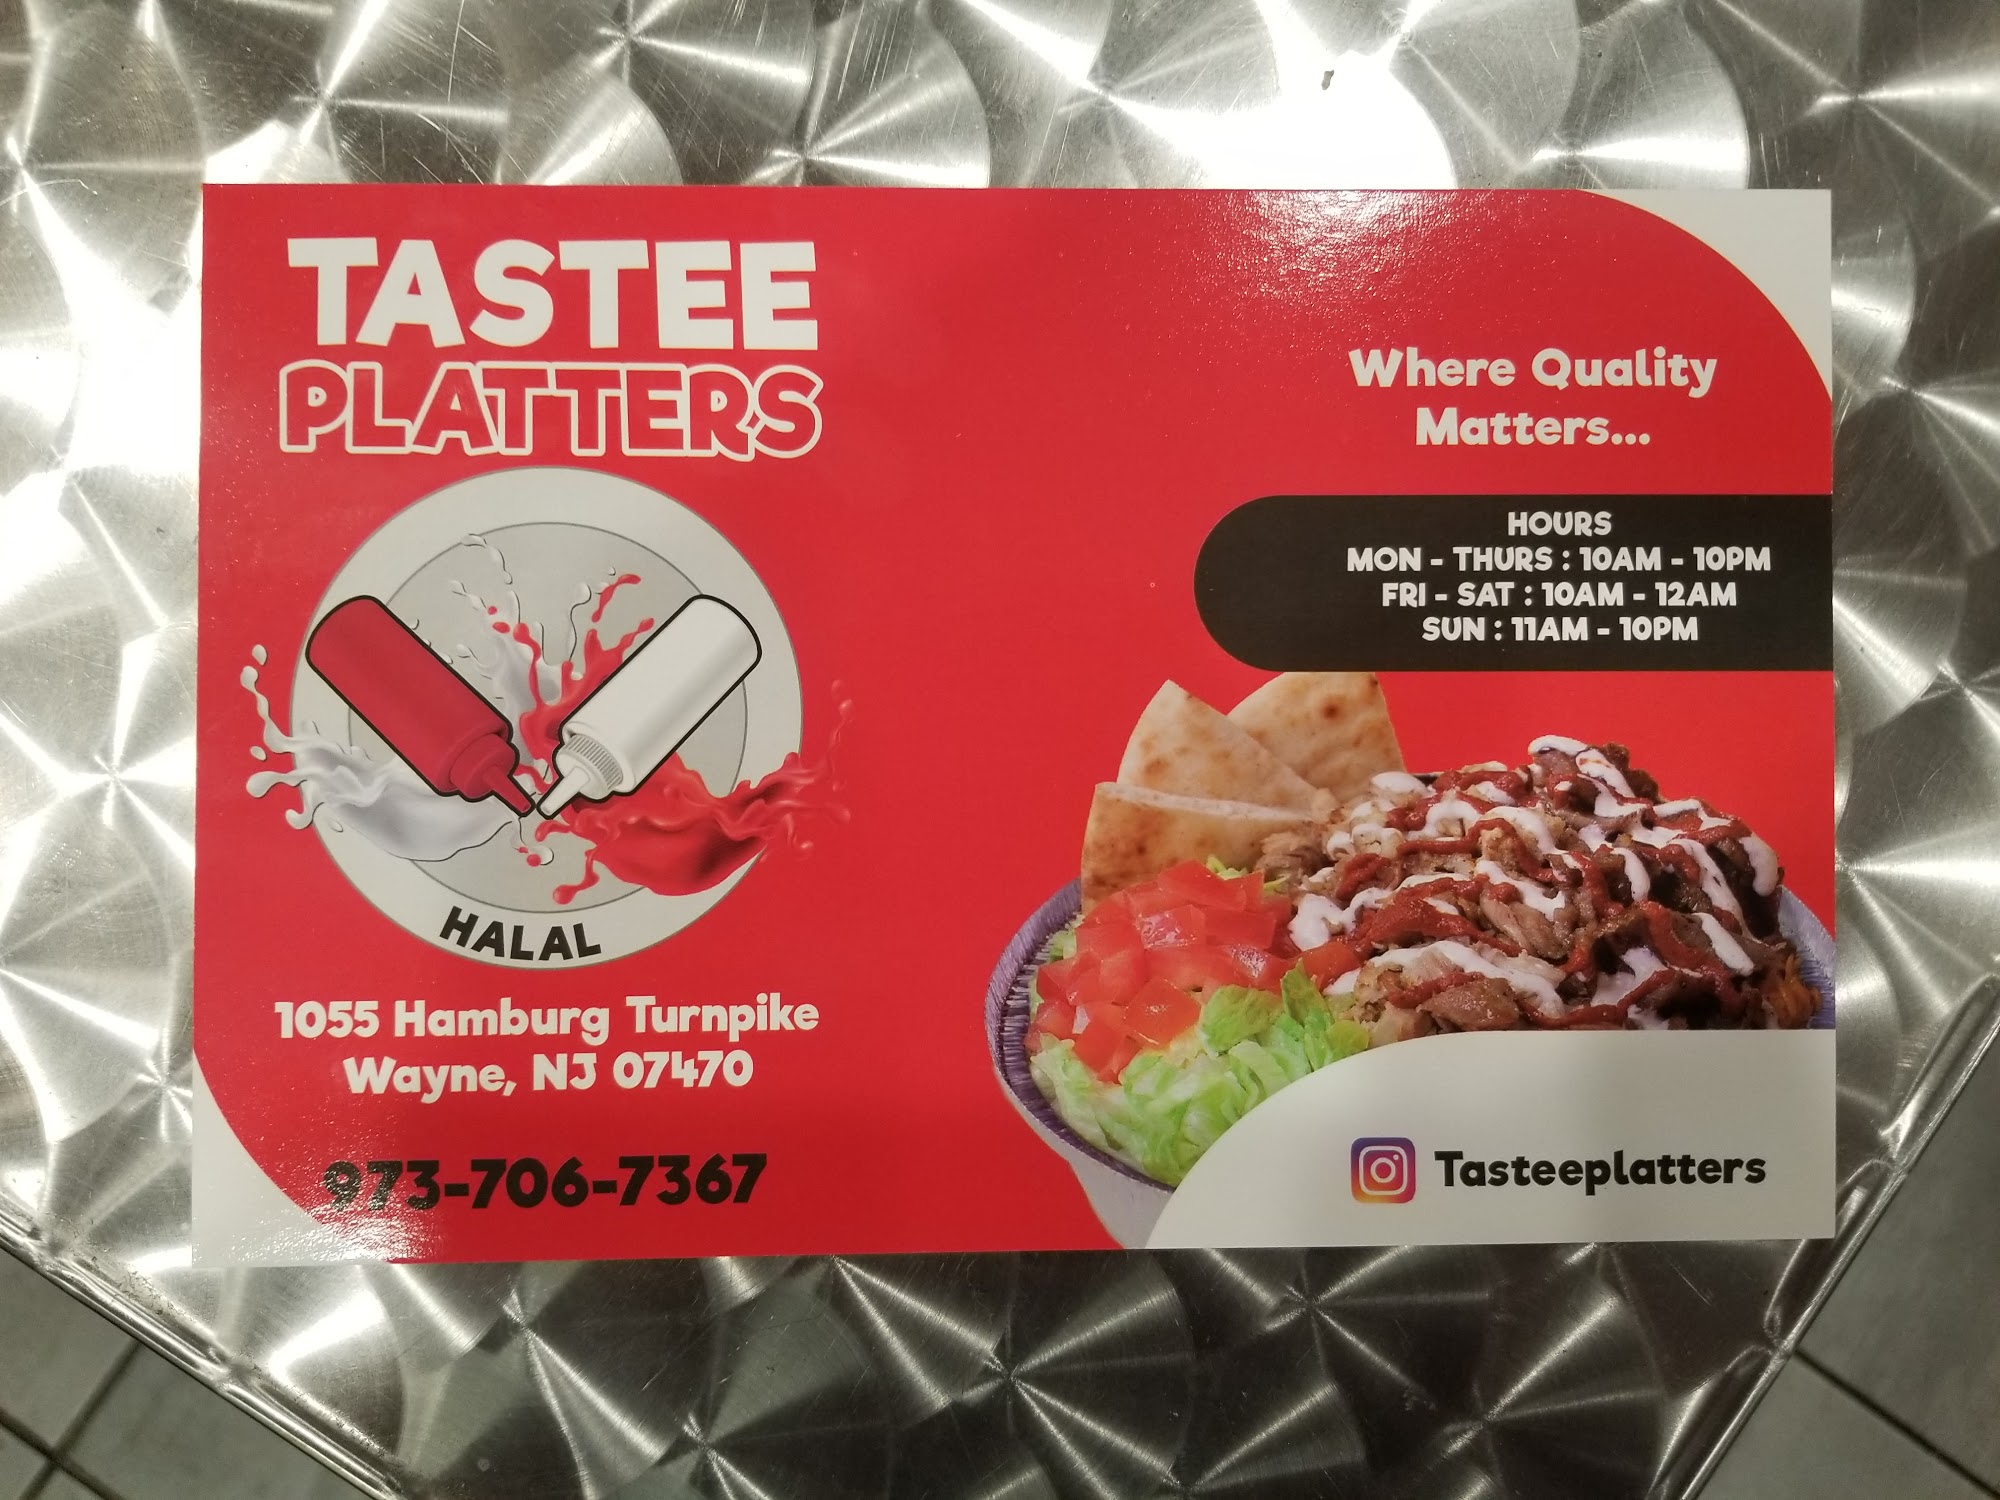 TASTEE
PLATTERS
HALAL
1055 Hamburg Turnpike
Wayne, NJ 07470
973-706-7367
Where Quality
Matters...
HOURS
MON - THURS : 10AM - 10PM
FRI - SAT : 10AM - 12AM
SUN : 11AM - 10PM
Tasteeplatters